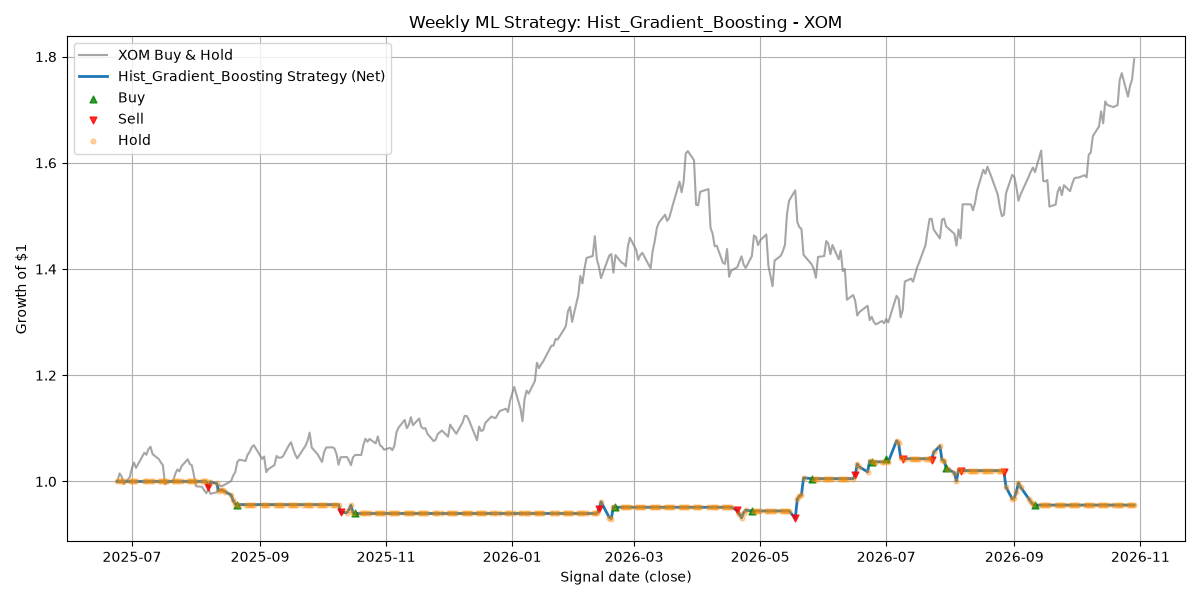 Weekly ML Strategy: Hist_Gradient_Boosting - XOM
XOM Buy & Hold
Hist_Gradient_Boosting Strategy (Net)
Buy
Sell
Hold
Growth of $1
1.8
1.6
1.4
1.2
1.0
2025-07
2025-09
2025-11
2026-01
2026-03
2026-05
2026-07
2026-09
2026-11
Signal date (close)